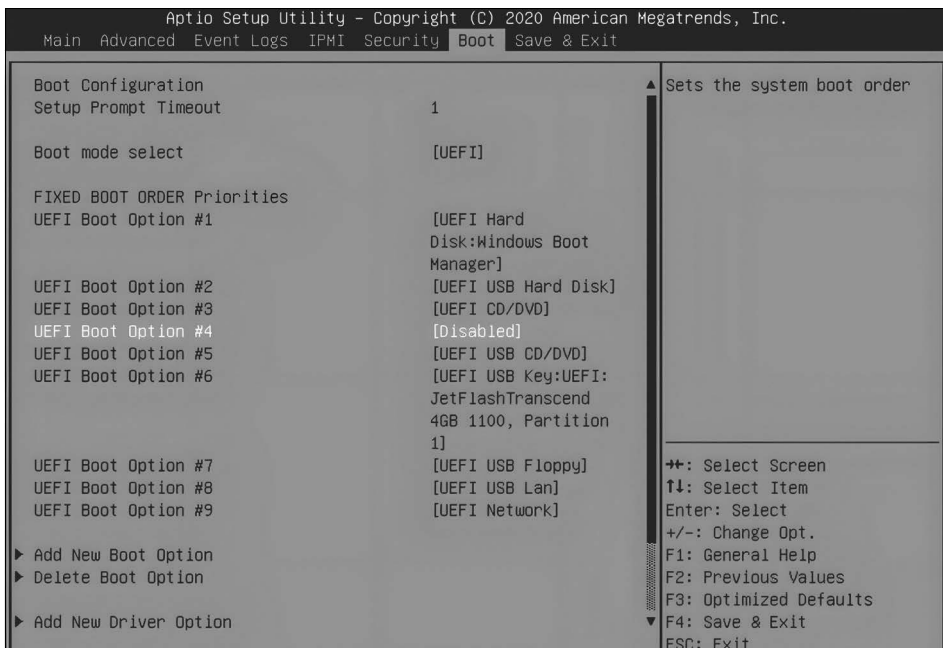 Aptio Setup Utility – Copyright (C) 2020 American Megatrends, Inc.
Main Advanced Event Logs IPMI Security Boot Save & Exit
Boot Configuration
Setup Prompt Timeout 1
Boot mode select [UEFI]
FIXED BOOT ORDER Priorities
UEFI Boot Option #1 [UEFI Hard
Disk:Windows Boot
Manager]
UEFI Boot Option #2 [UEFI USB Hard Disk]
UEFI Boot Option #3 [UEFI CD/DVD]
UEFI Boot Option #4 [Disabled]
UEFI Boot Option #5 [UEFI USB CD/DVD]
UEFI Boot Option #6 [UEFI USB Key:UEFI:
JetFlashTranscend
4GB 1100, Partition
1]
UEFI Boot Option #7 [UEFI USB Floppy]
UEFI Boot Option #8 [UEFI USB Lan]
UEFI Boot Option #9 [UEFI Network]
Add New Boot Option
Delete Boot Option
Add New Driver Option
Sets the system boot order
→←: Select Screen
↑↓: Select Item
Enter: Select
+/-: Change Opt.
F1: General Help
F2: Previous Values
F3: Optimized Defaults
F4: Save & Exit
ESC: Exit